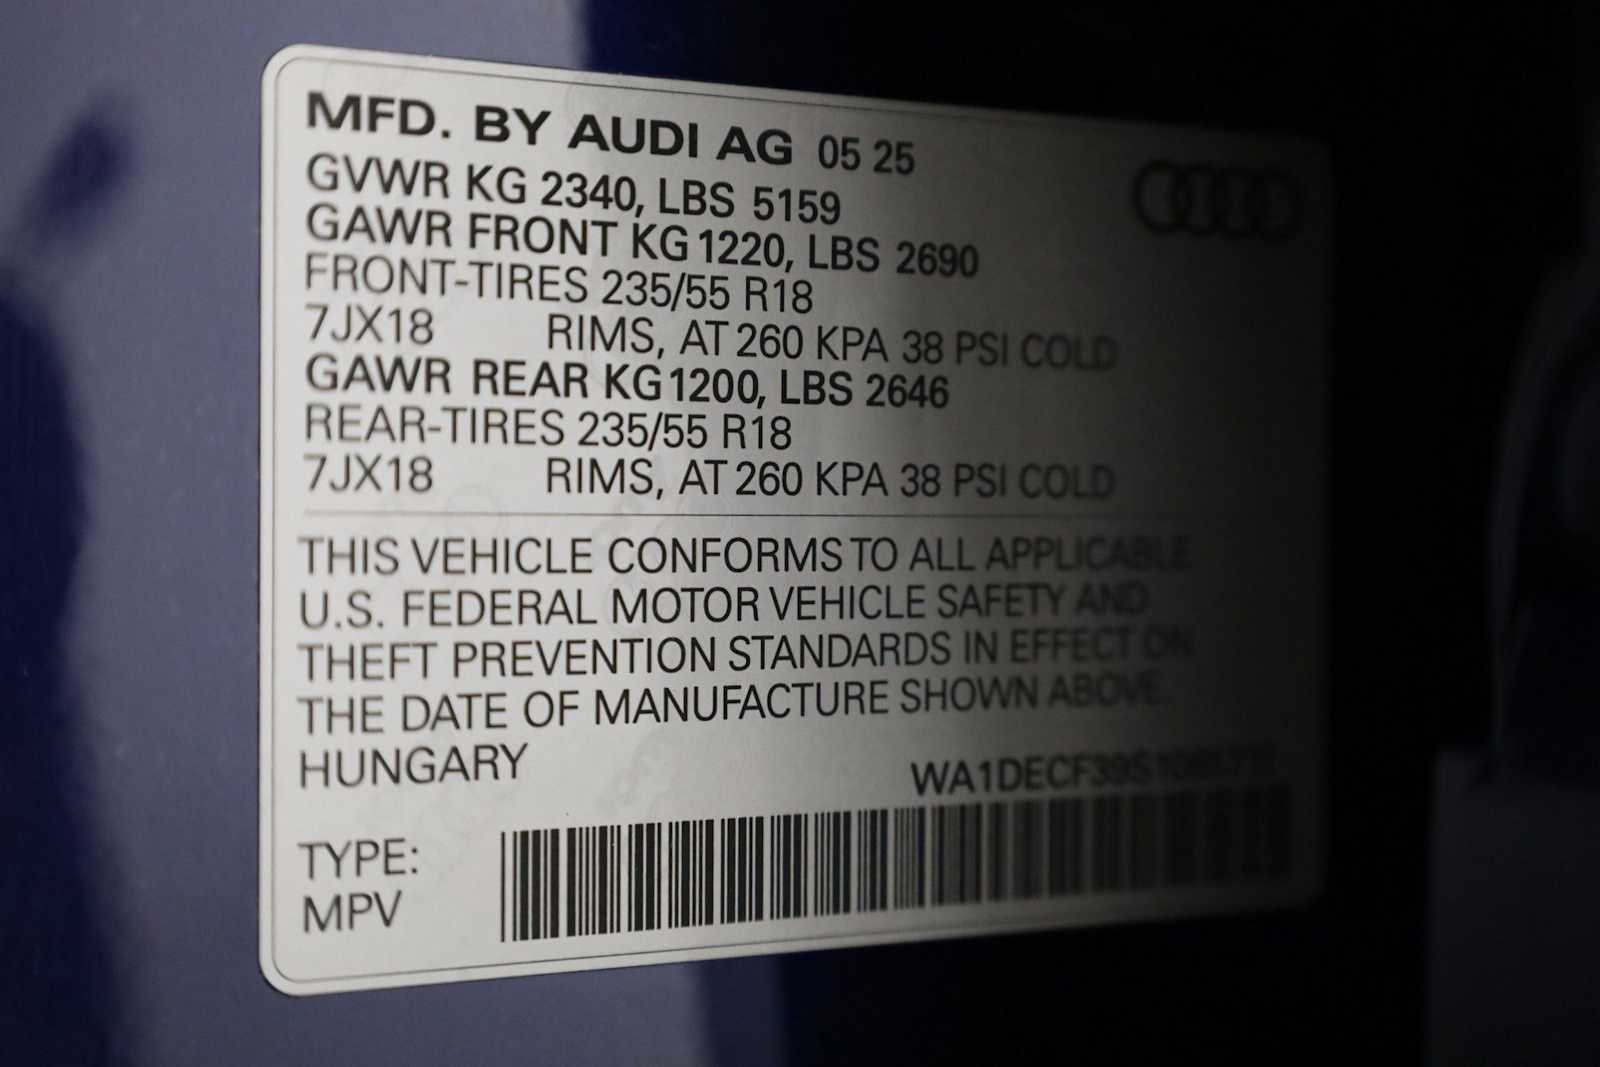 MFD. BY AUDI AG 05 25
GVWR KG 2340, LBS 5159
GAWR FRONT KG 1220, LBS 2690
FRONT-TIRES 235/55 R18
7JX18 RIMS, AT 260 KPA 38 PSI COLD
GAWR REAR KG 1200, LBS 2646
REAR-TIRES 235/55 R18
7JX18 RIMS, AT 260 KPA 38 PSI COLD
THIS VEHICLE CONFORMS TO ALL APPLICABLE
U.S. FEDERAL MOTOR VEHICLE SAFETY AND
THEFT PREVENTION STANDARDS IN EFFECT ON
THE DATE OF MANUFACTURE SHOWN ABOVE.
HUNGARY
TYPE:
MPV